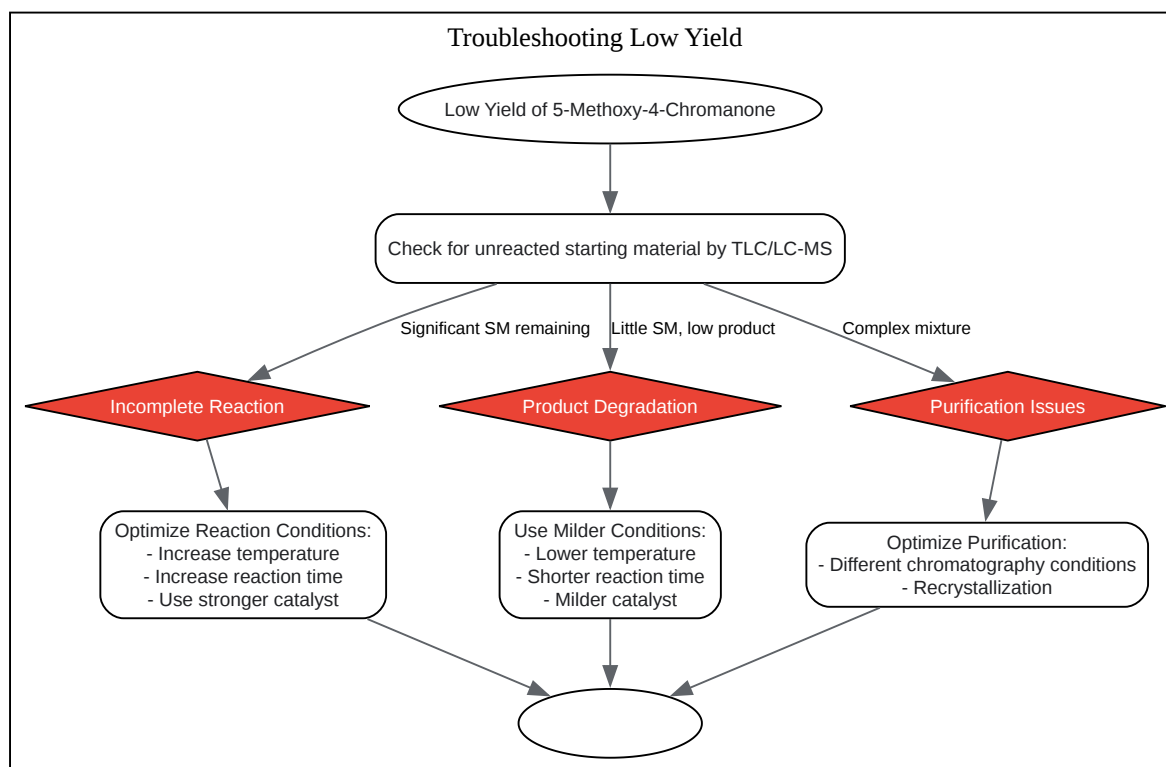 Troubleshooting Low Yield
Low Yield of 5-Methoxy-4-Chromanone
Check for unreacted starting material by TLC/LC-MS
Significant SM remaining
Little SM, low product
Complex mixture
Incomplete Reaction
Product Degradation
Purification Issues
Optimize Reaction Conditions:
- Increase temperature
- Increase reaction time
- Use stronger catalyst
Use Milder Conditions:
- Lower temperature
- Shorter reaction time
- Milder catalyst
Optimize Purification:
- Different chromatography conditions
- Recrystallization